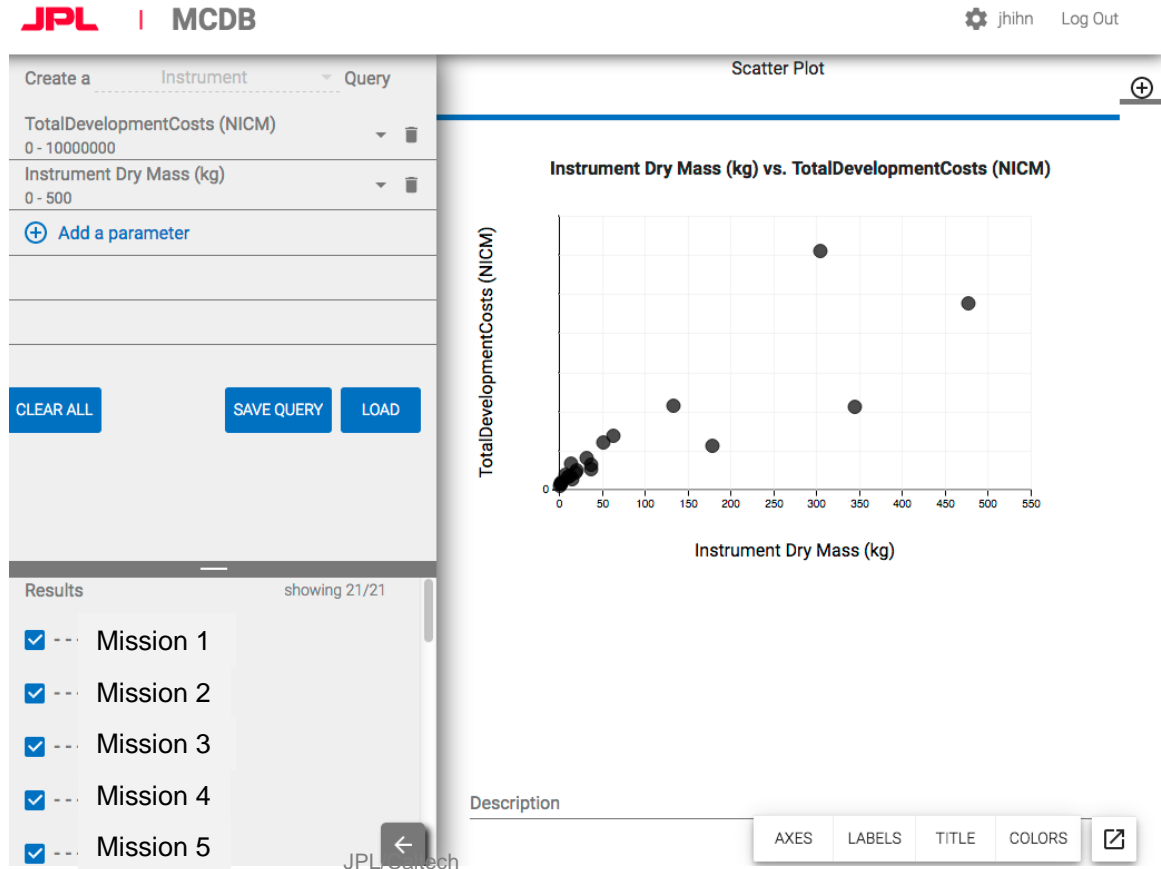 JPL | MCDB jhihn Log Out
Create a Instrument Query
TotalDevelopmentCosts (NICM)
0 - 10000000
Instrument Dry Mass (kg)
0 - 500
Add a parameter
CLEAR ALL SAVE QUERY LOAD
Results showing 21/21
--- Mission 1
--- Mission 2
--- Mission 3
--- Mission 4
--- Mission 5
Scatter Plot
Instrument Dry Mass (kg) vs. TotalDevelopmentCosts (NICM)
TotalDevelopmentCosts (NICM)
0
0 50 100 150 200 250 300 350 400 450 500 550
Instrument Dry Mass (kg)
Description
AXES LABELS TITLE COLORS
JPL/Caltech